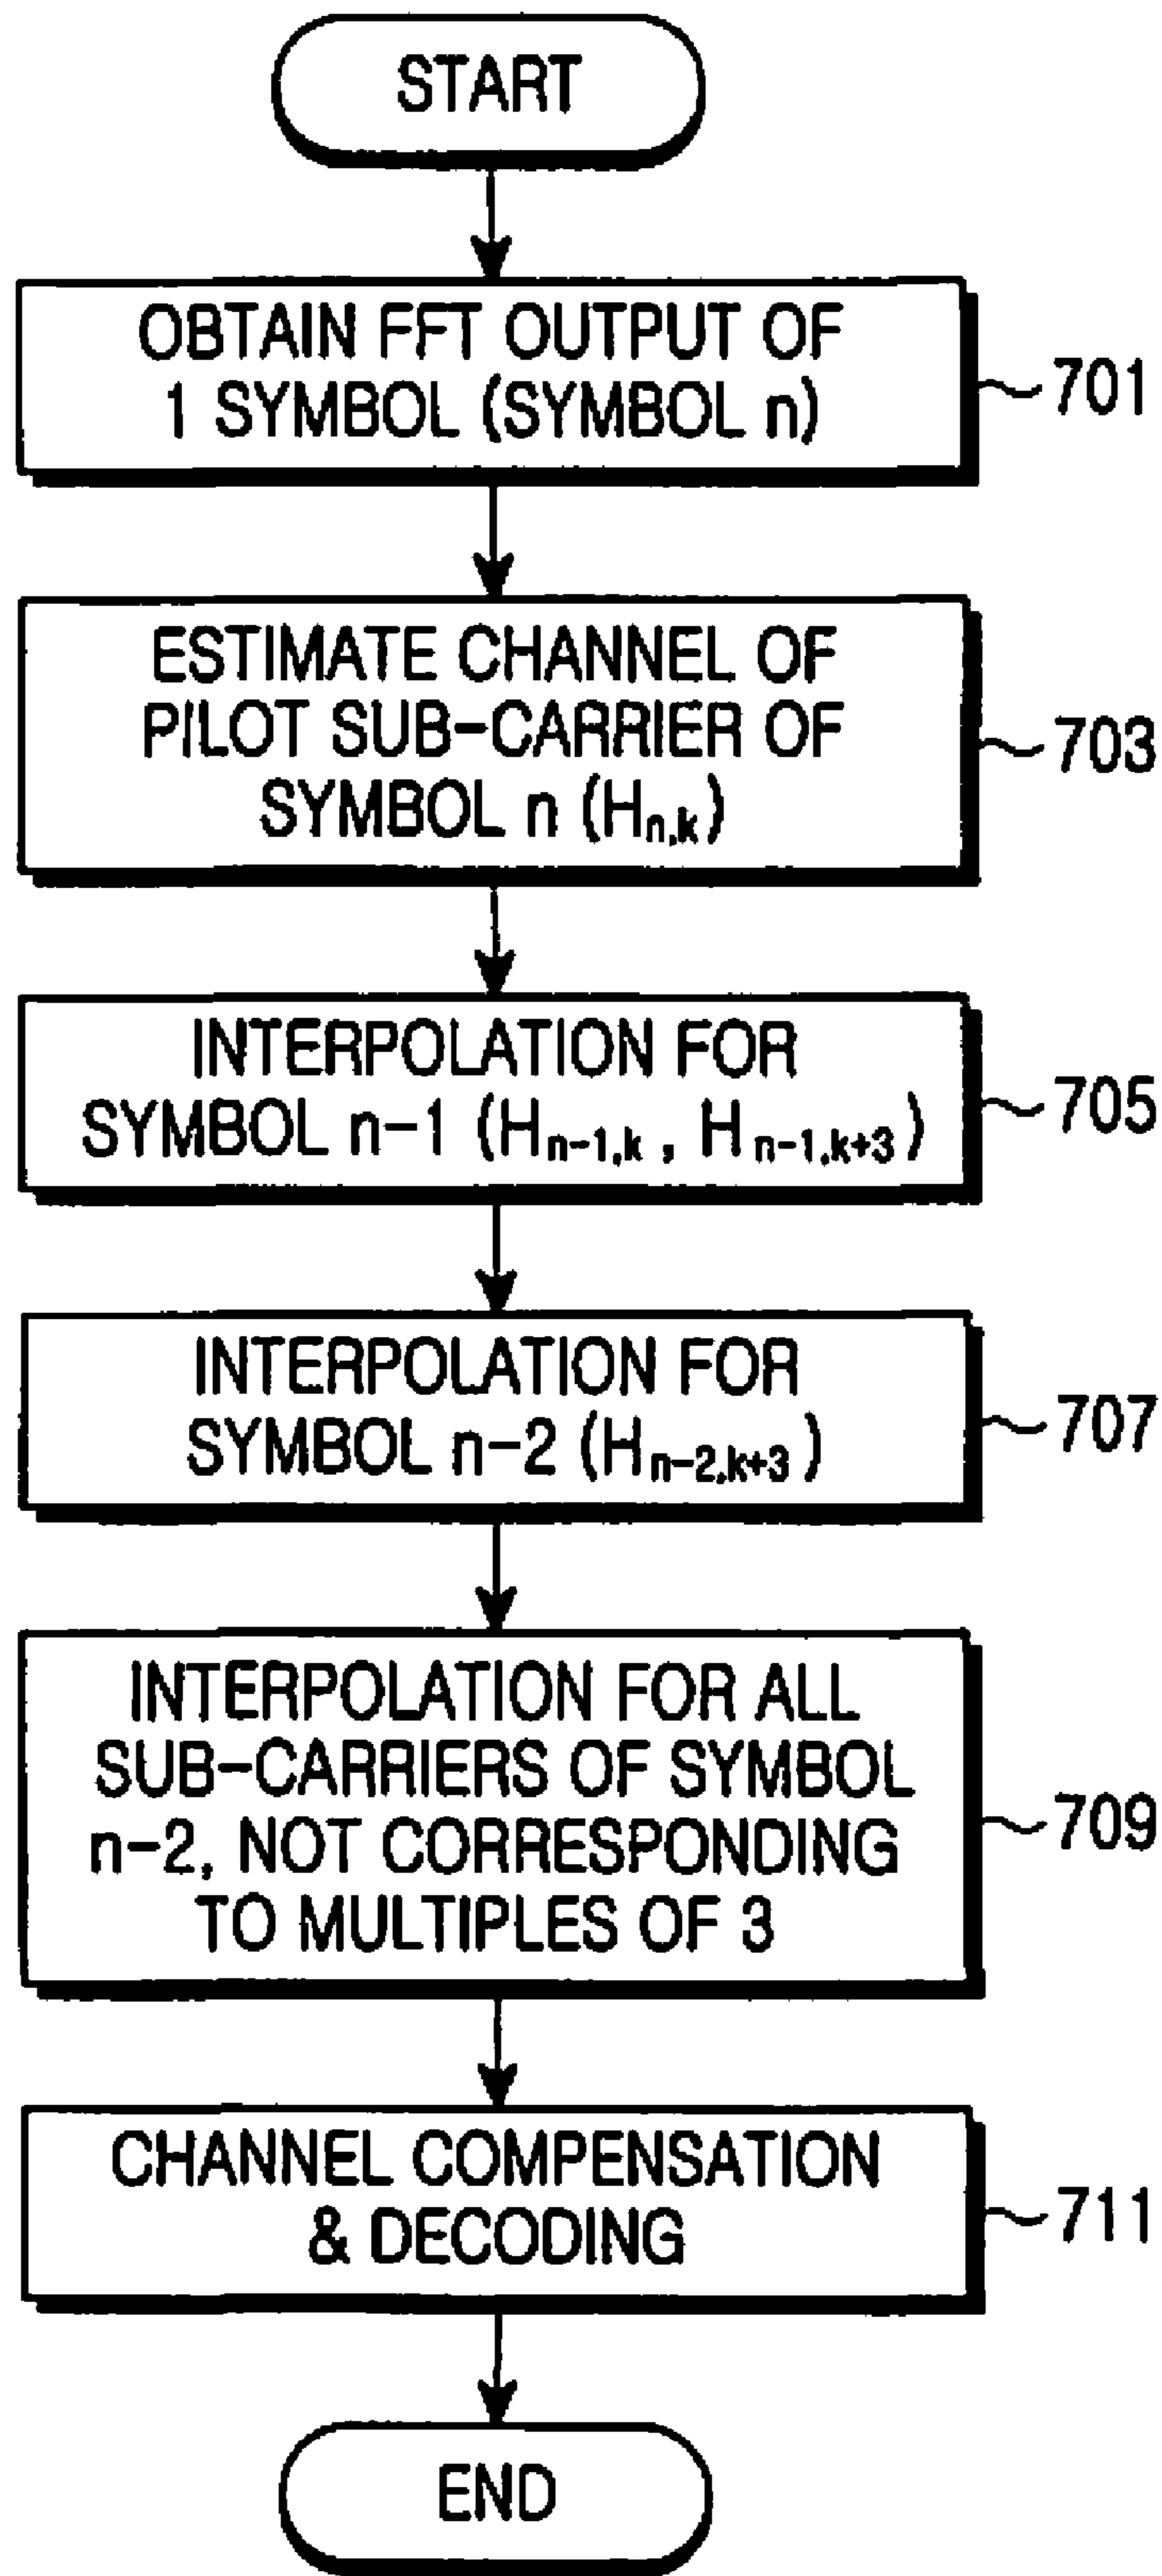 START
OBTAIN FFT OUTPUT OF
1 SYMBOL (SYMBOL n)
701
ESTIMATE CHANNEL OF
PILOT SUB-CARRIER OF
SYMBOL n (Hn,k)
703
INTERPOLATION FOR
SYMBOL n-1 (Hn-1,k , Hn-1,k+3)
705
INTERPOLATION FOR
SYMBOL n-2 (Hn-2,k+3)
707
INTERPOLATION FOR ALL
SUB-CARRIERS OF SYMBOL
n-2, NOT CORRESPONDING
TO MULTIPLES OF 3
709
CHANNEL COMPENSATION
& DECODING
711
END